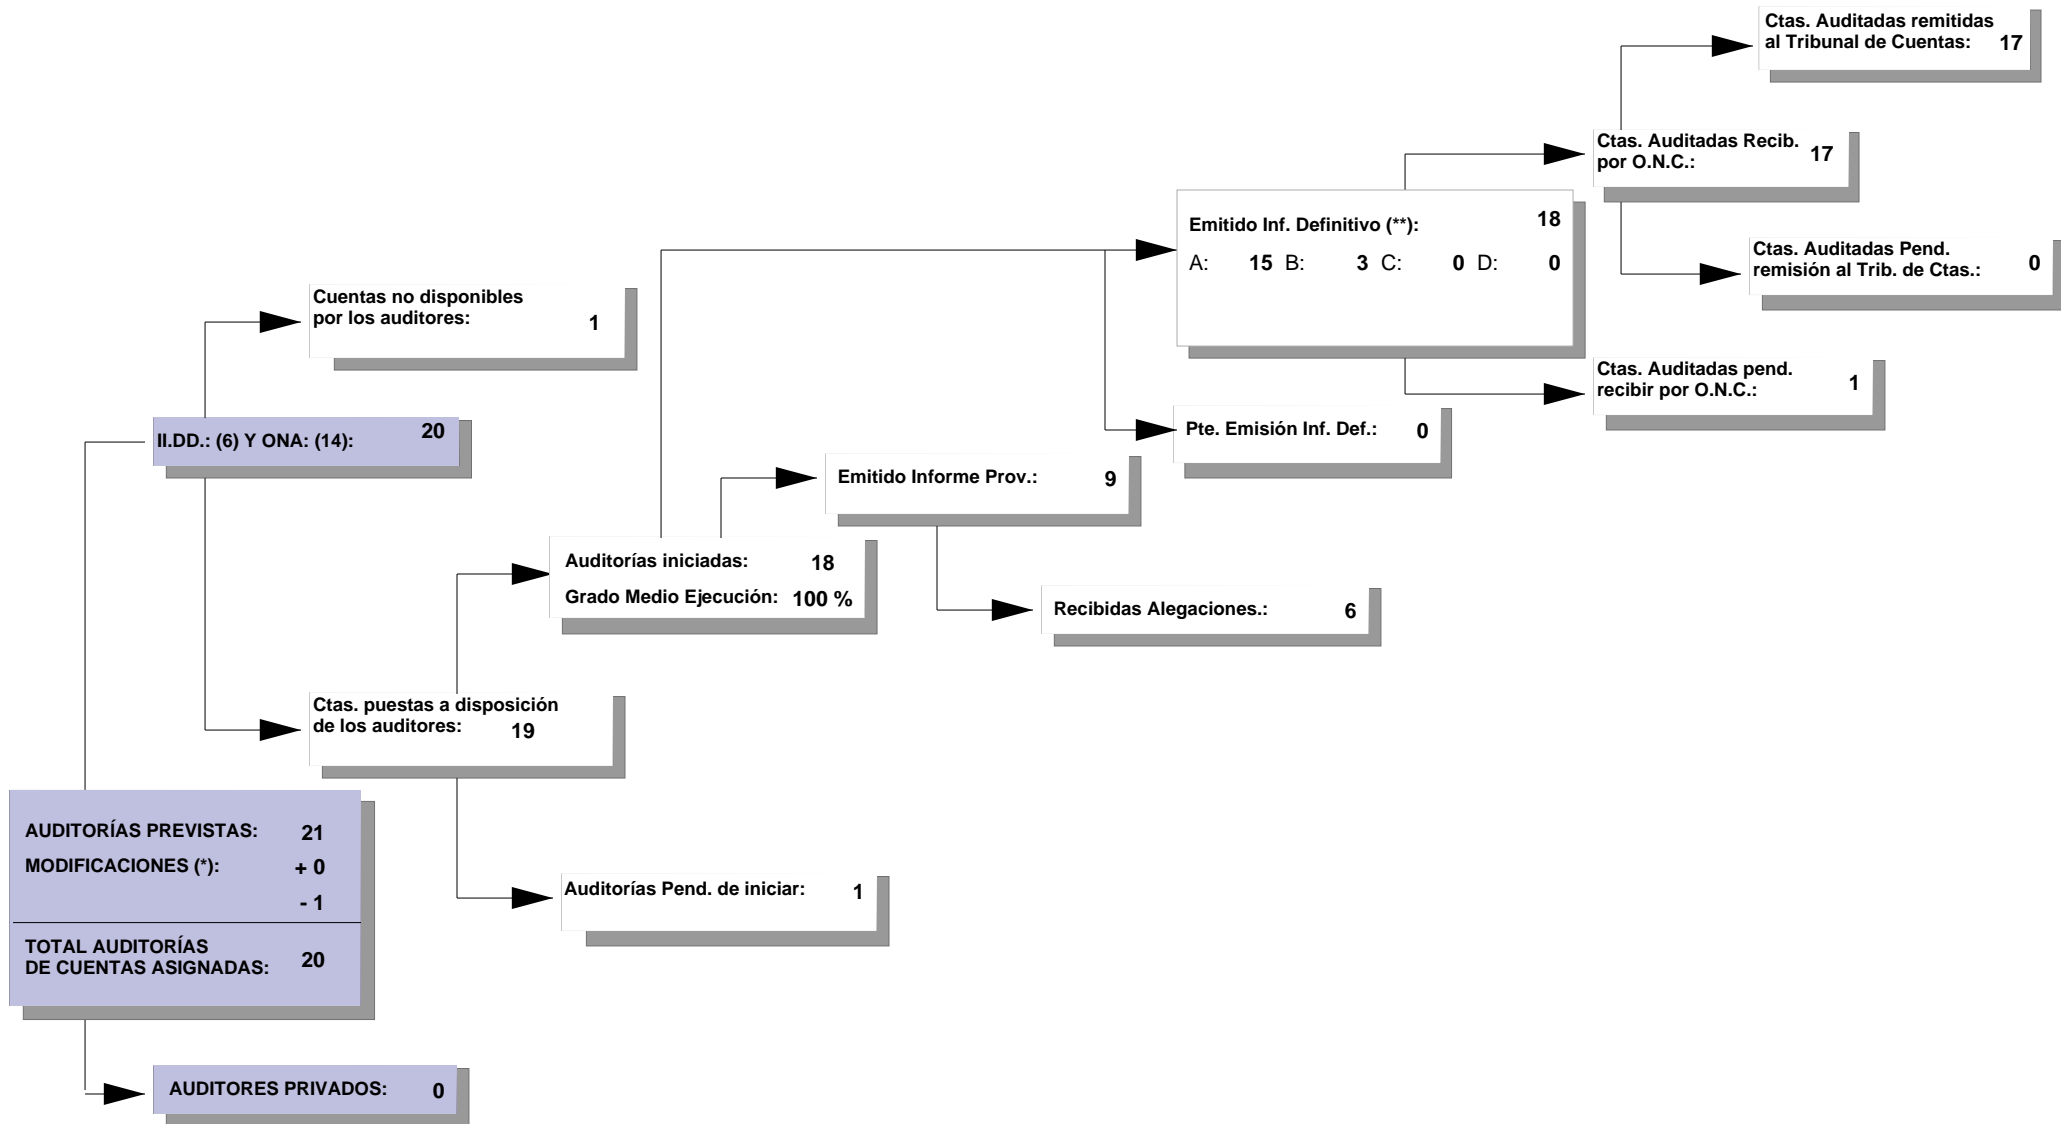 Ctas. Auditadas remitidas
al Tribunal de Cuentas: 17
Ctas. Auditadas Recib.
por O.N.C.: 17
Emitido Inf. Definitivo (**): 18
A: 15 B: 3 C: 0 D: 0
Ctas. Auditadas Pend.
remisión al Trib. de Ctas.: 0
Cuentas no disponibles
por los auditores: 1
Ctas. Auditadas pend.
recibir por O.N.C.: 1
II.DD.: (6) Y ONA: (14): 20
Pte. Emisión Inf. Def.: 0
Emitido Informe Prov.: 9
Auditorías iniciadas: 18
Grado Medio Ejecución: 100 %
Recibidas Alegaciones.: 6
Ctas. puestas a disposición
de los auditores: 19
AUDITORÍAS PREVISTAS: 21
MODIFICACIONES (*): + 0
- 1
TOTAL AUDITORÍAS
DE CUENTAS ASIGNADAS: 20
Auditorías Pend. de iniciar: 1
AUDITORES PRIVADOS: 0